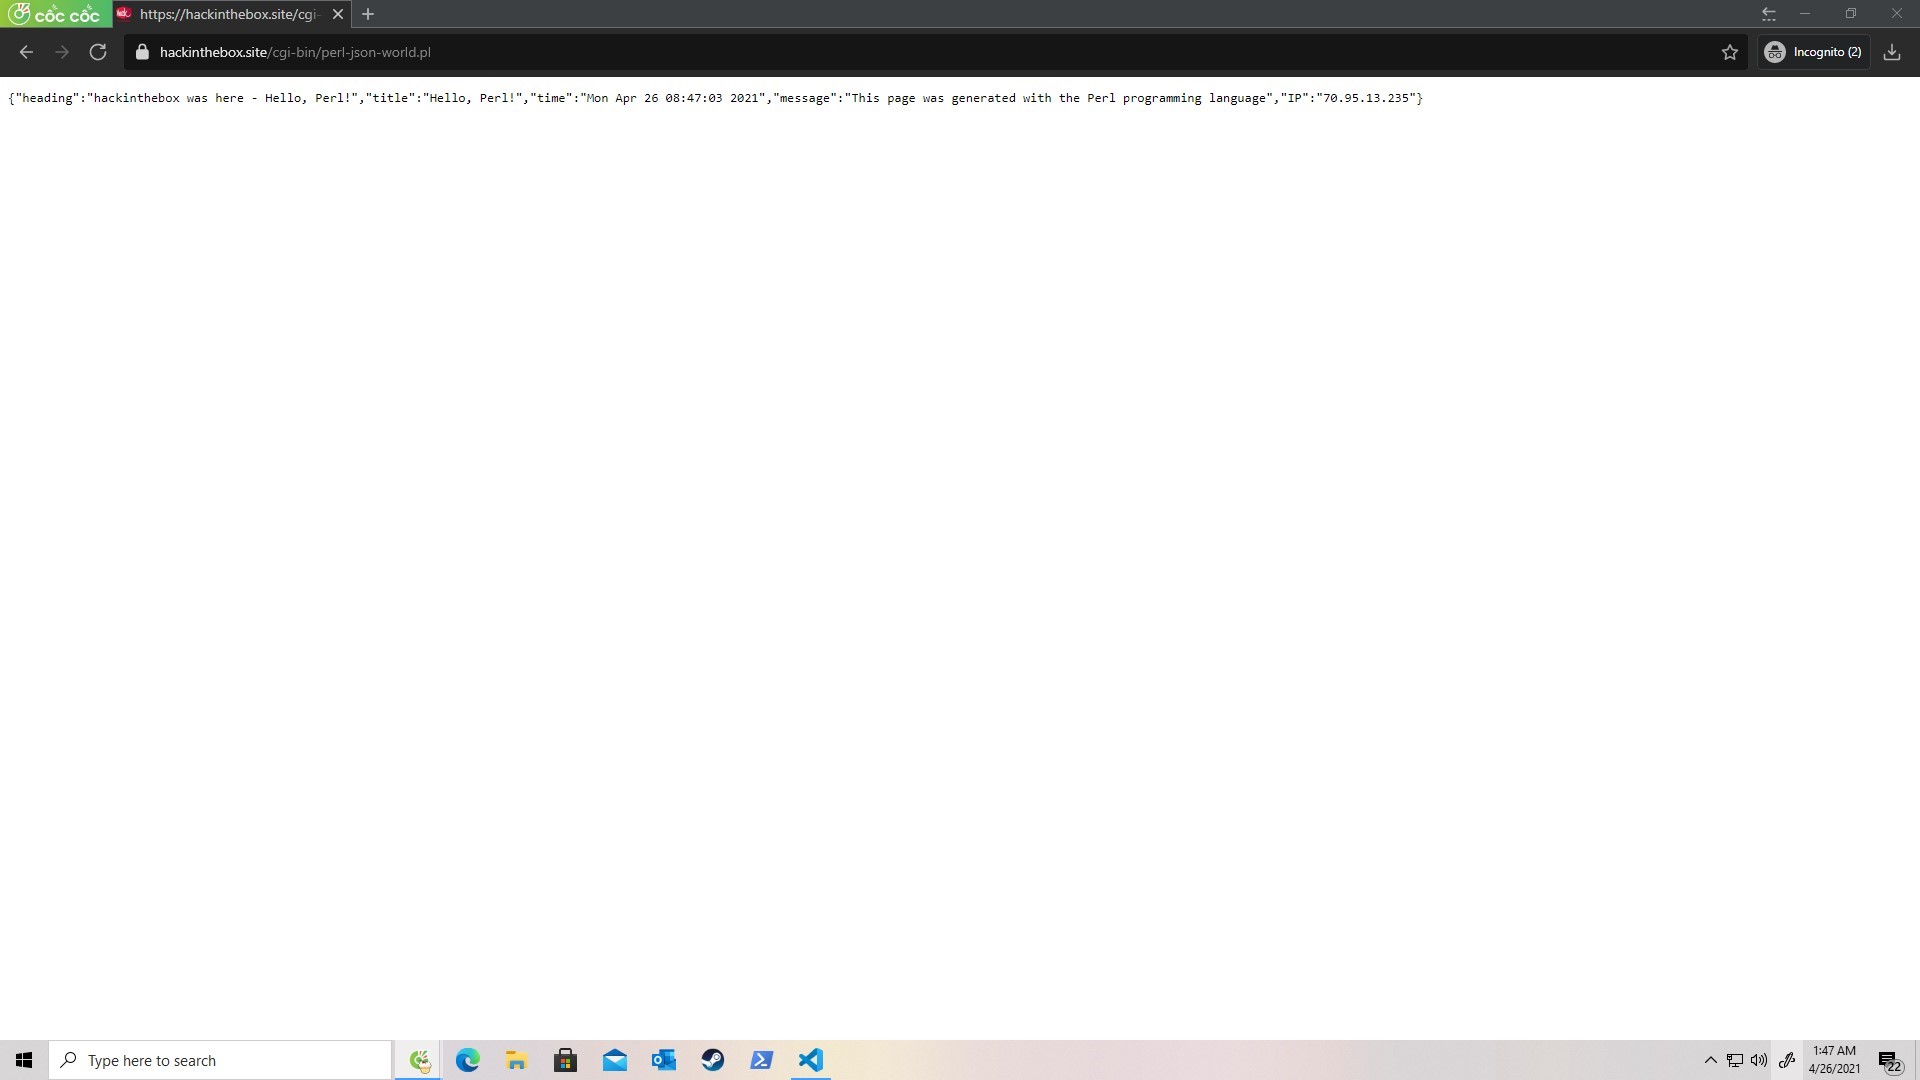 cốc cốc https://hackinthebox.site/cgi-
hackinthebox.site/cgi-bin/perl-json-world.pl Incognito (2)
{"heading":"hackinthebox was here - Hello, Perl!","title":"Hello, Perl!","time":"Mon Apr 26 08:47:03 2021","message":"This page was generated with the Perl programming language","IP":"70.95.13.235"}
Type here to search
1:47 AM
4/26/2021
22